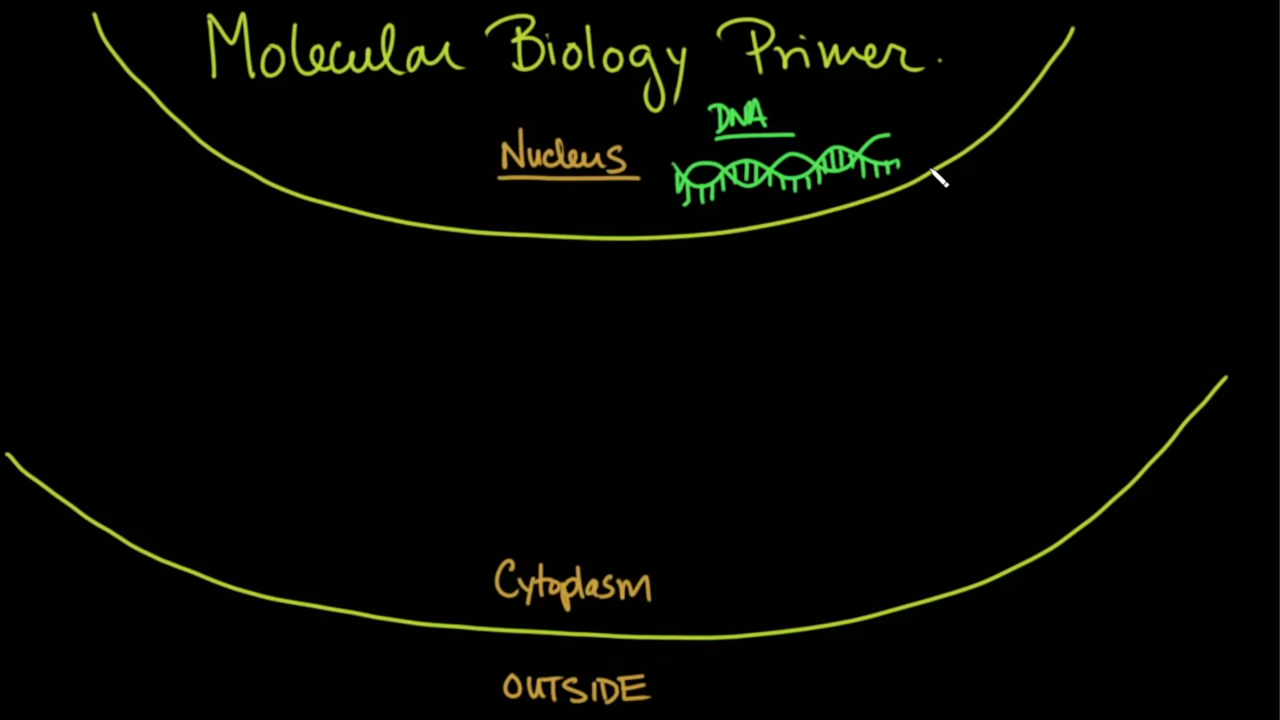 Molecular Biology Primer.
DNA
Nucleus
Cytoplasm
OUTSIDE